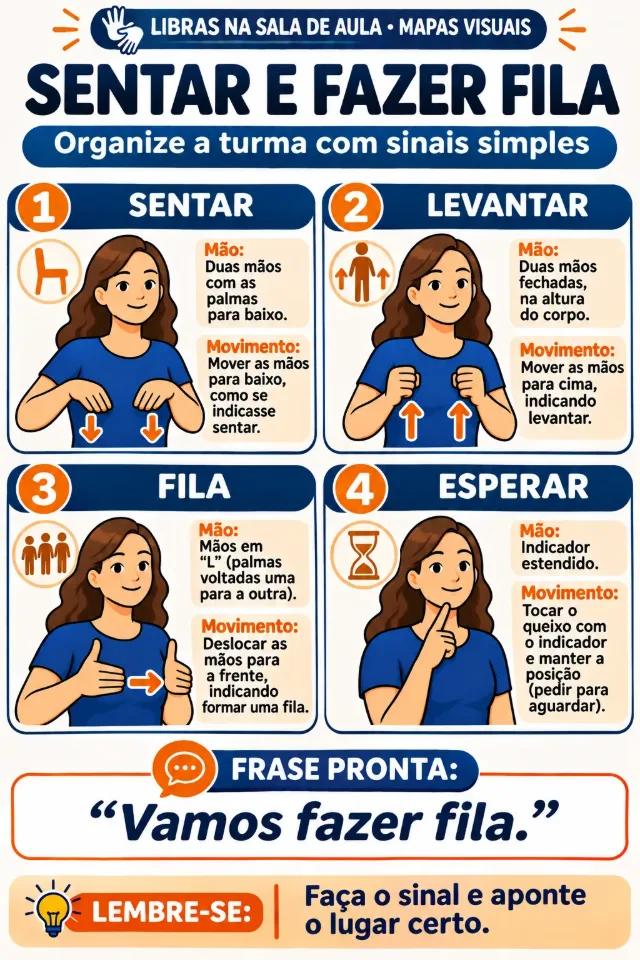 LIBRAS NA SALA DE AULA • MAPAS VISUAIS
SENTAR E FAZER FILA
Organize a turma com sinais simples
1
SENTAR
Mão:
Duas mãos
com as
palmas
para baixo.
Movimento:
Mover as mãos
para baixo,
como se
indicasse
sentar.
2
LEVANTAR
Mão:
Duas mãos
fechadas,
na altura
do corpo.
Movimento:
Mover as mãos
para cima,
indicando
levantar.
3
FILA
Mão:
Mãos em
“L” (palmas
voltadas uma
para a outra).
Movimento:
Deslocar as
mãos para
a frente,
indicando
formar uma fila.
4
ESPERAR
Mão:
Indicador
estendido.
Movimento:
Tocar o
queixo com
o indicador
e manter a
posição
(pedir para
aguardar).
FRASE PRONTA:
“Vamos fazer fila.”
LEMBRE-SE:
Faça o sinal e aponte
o lugar certo.